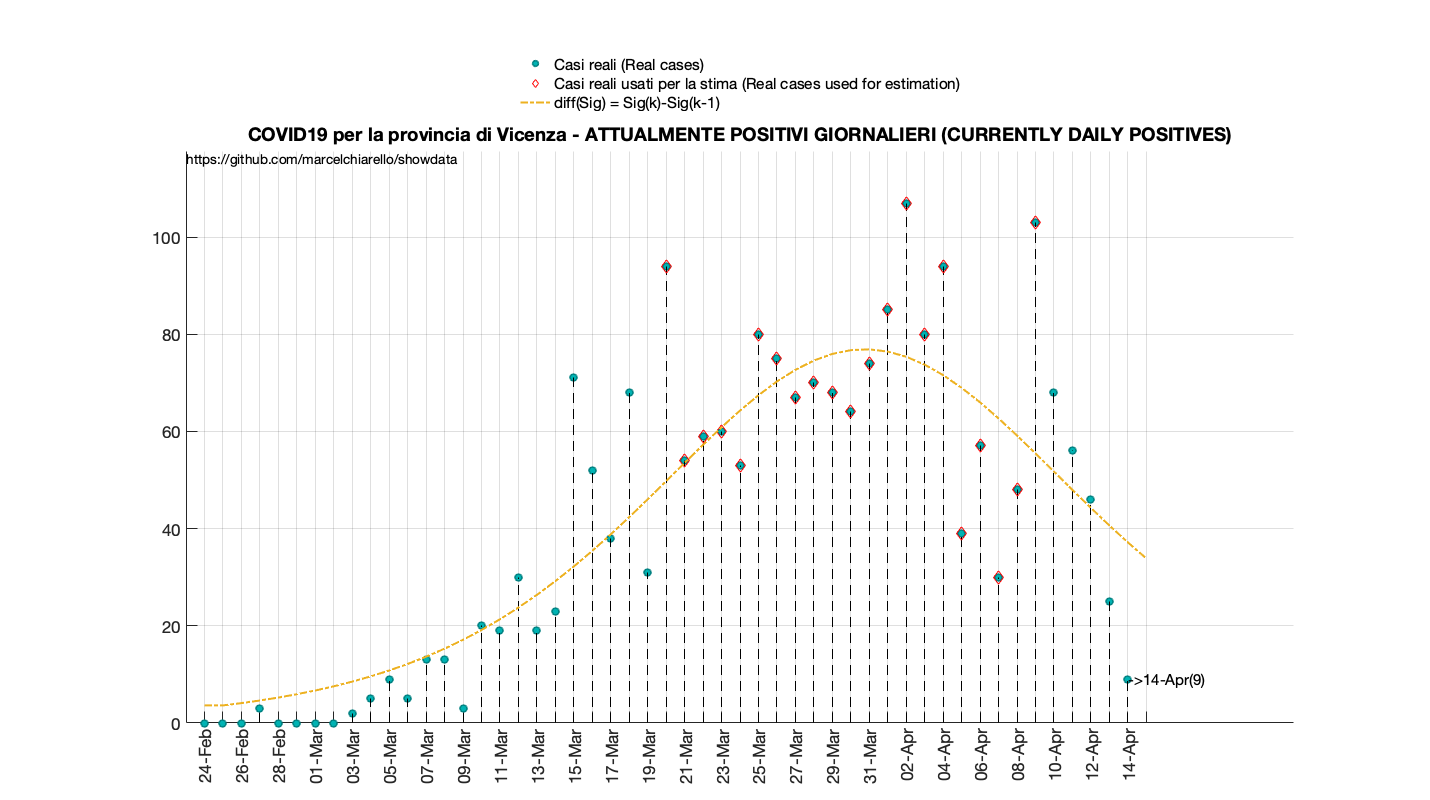 Casi reali (Real cases)
Casi reali usati per la stima (Real cases used for estimation)
diff(Sig) = Sig(k)-Sig(k-1)
COVID19 per la provincia di Vicenza - ATTUALMENTE POSITIVI GIORNALIERI (CURRENTLY DAILY POSITIVES)
https://github.com/marcelchiarello/showdata
100
80
60
40
20
0
->14-Apr(9)
24-Feb
26-Feb
28-Feb
01-Mar
03-Mar
05-Mar
07-Mar
09-Mar
11-Mar
13-Mar
15-Mar
17-Mar
19-Mar
21-Mar
23-Mar
25-Mar
27-Mar
29-Mar
31-Mar
02-Apr
04-Apr
06-Apr
08-Apr
10-Apr
12-Apr
14-Apr